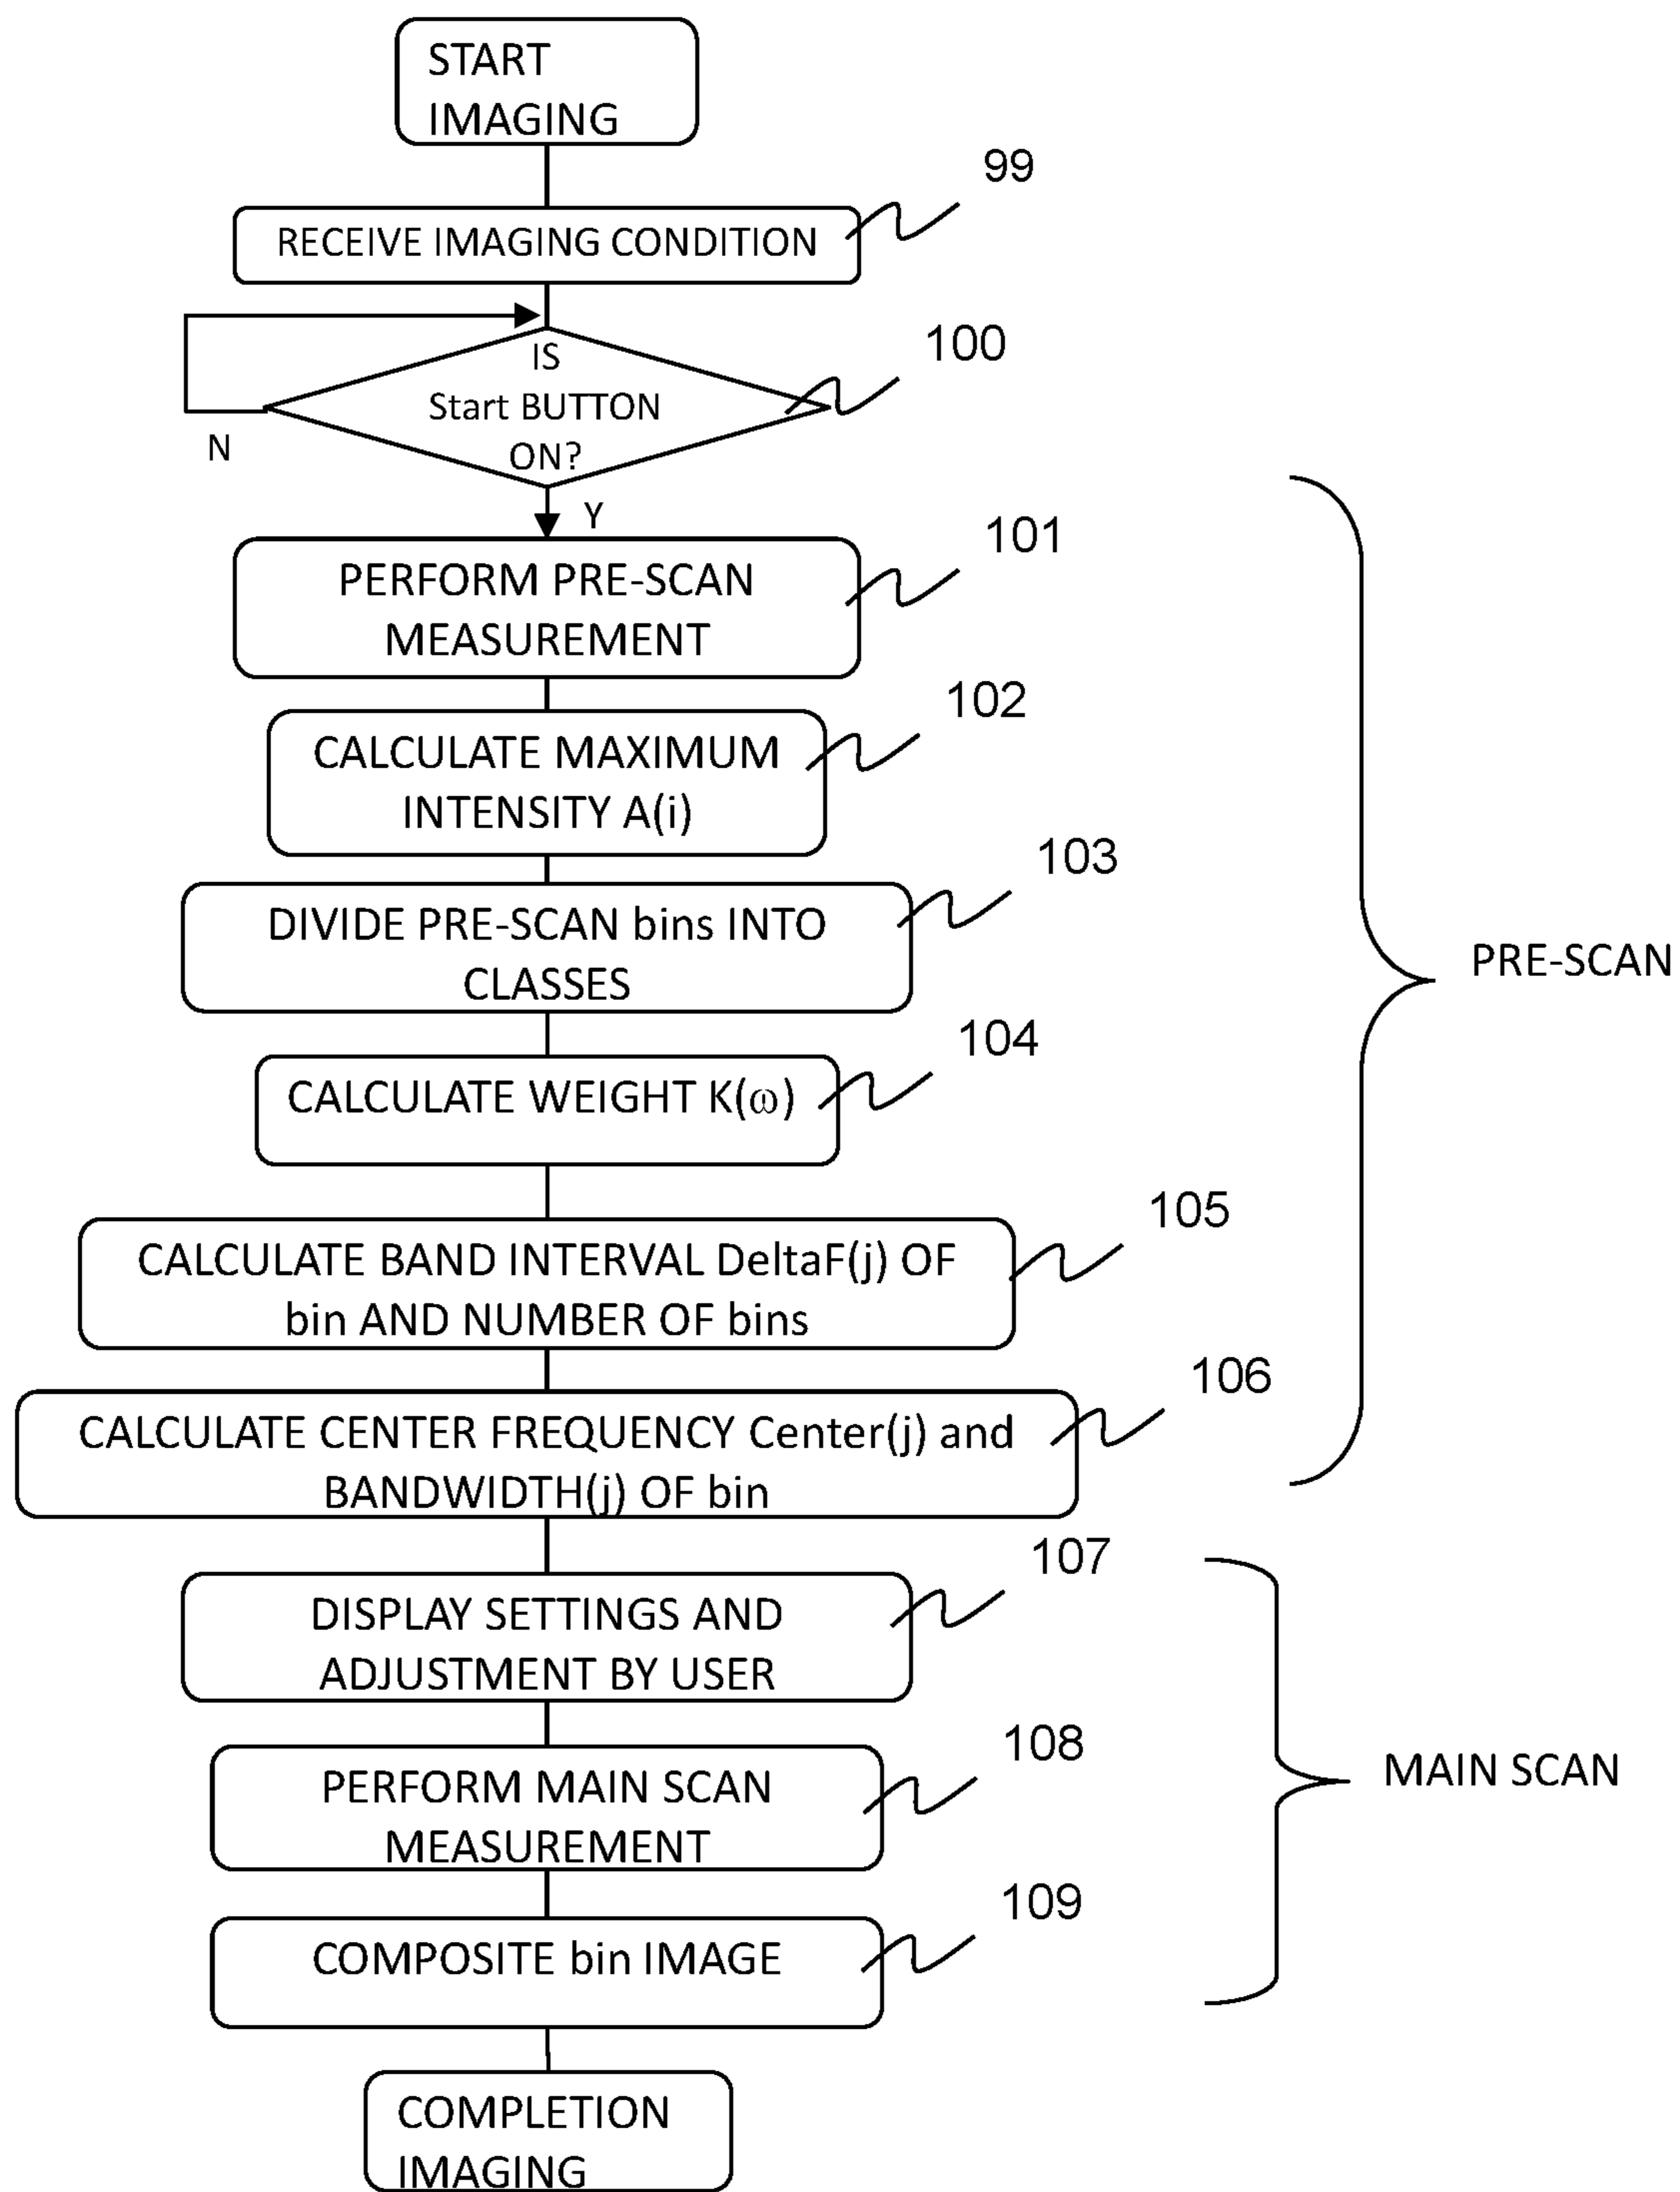 START
IMAGING
99
RECEIVE IMAGING CONDITION
100
IS
Start BUTTON
ON?
N
Y
101
PERFORM PRE-SCAN
MEASUREMENT
102
CALCULATE MAXIMUM
INTENSITY A(i)
103
DIVIDE PRE-SCAN bins INTO
CLASSES
PRE-SCAN
104
CALCULATE WEIGHT K(ω)
105
CALCULATE BAND INTERVAL DeltaF(j) OF
bin AND NUMBER OF bins
106
CALCULATE CENTER FREQUENCY Center(j) and
BANDWIDTH(j) OF bin
107
DISPLAY SETTINGS AND
ADJUSTMENT BY USER
108
PERFORM MAIN SCAN
MEASUREMENT
MAIN SCAN
109
COMPOSITE bin IMAGE
COMPLETION
IMAGING